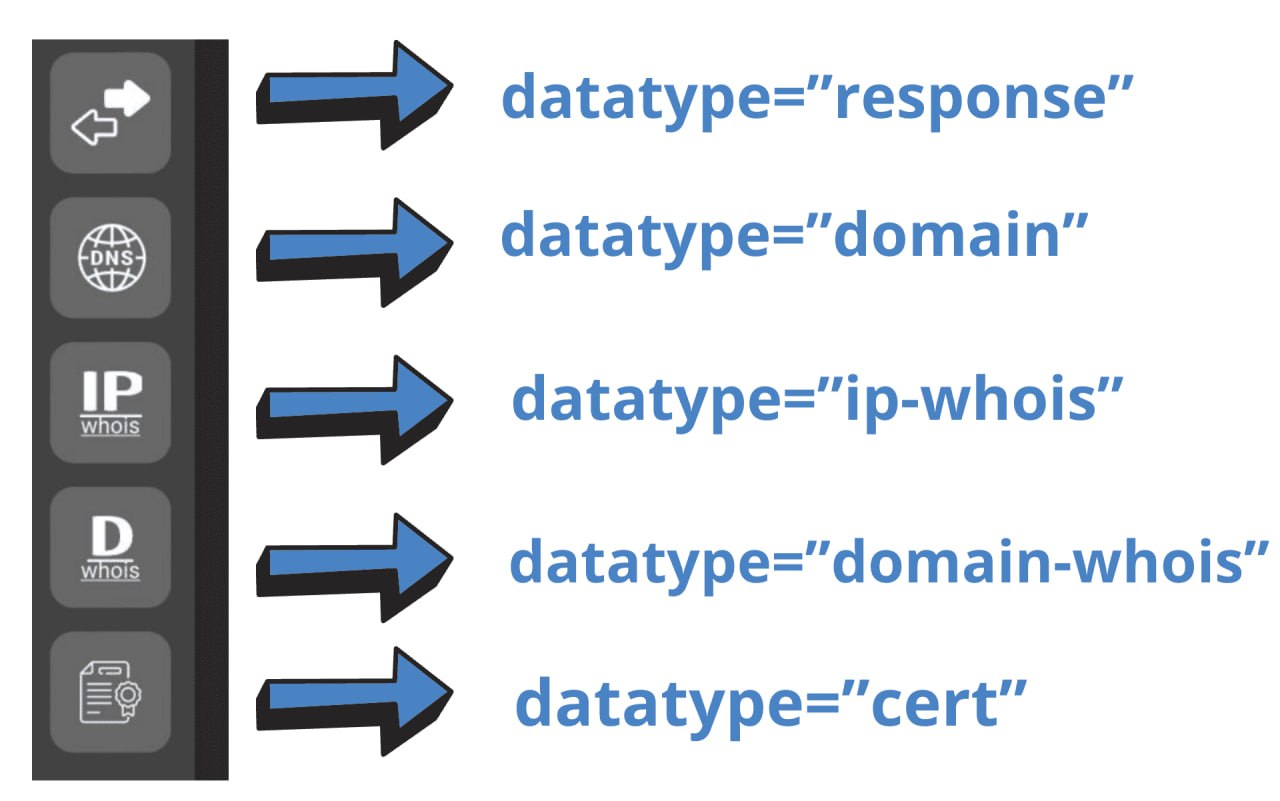 datatype=”response”
DNS
datatype=”domain”
IP
whois
datatype=”ip-whois”
D
whois
datatype=”domain-whois”
datatype=”cert”